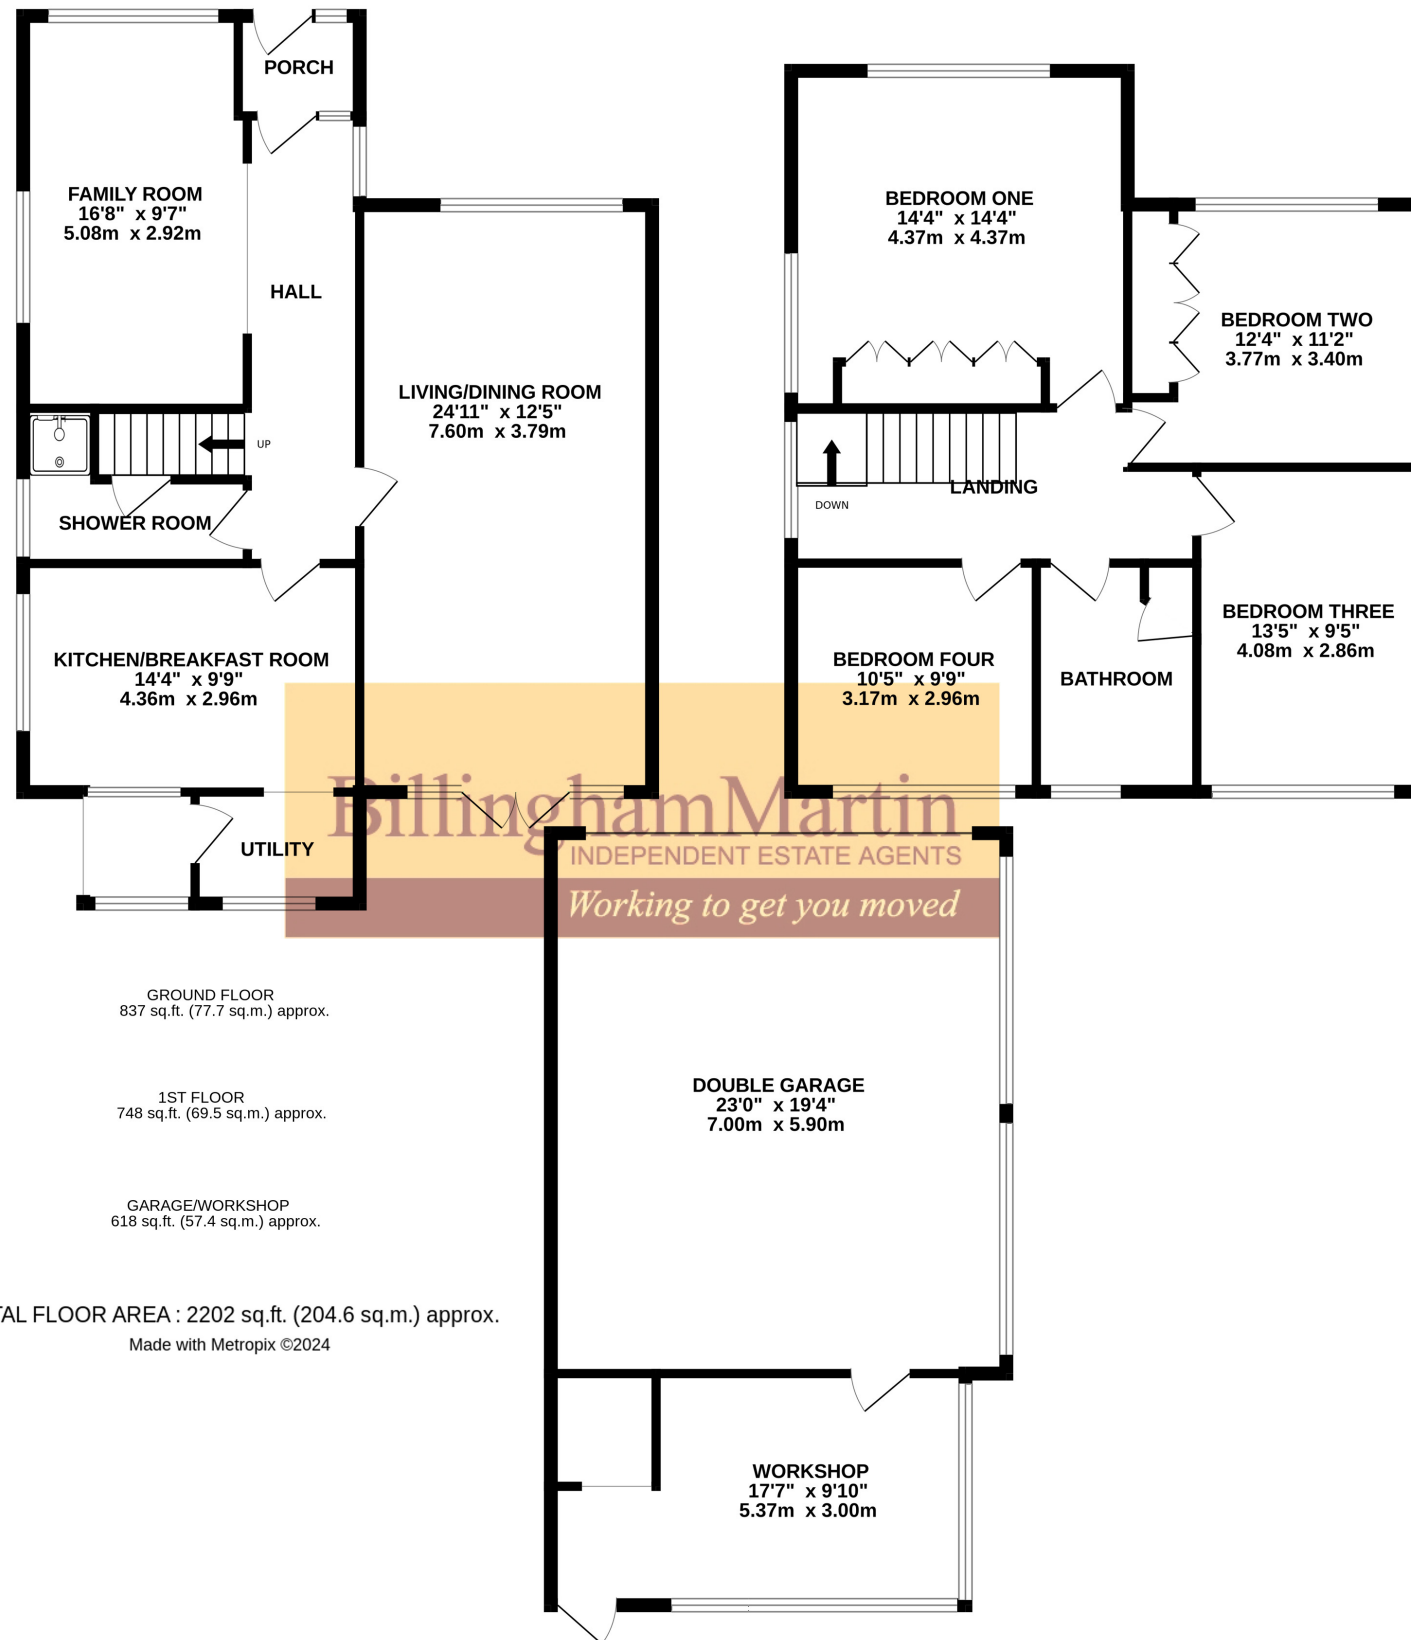 PORCH
FAMILY ROOM
16'8" x 9'7"
5.08m x 2.92m
HALL
LIVING/DINING ROOM
24'11" x 12'5"
7.60m x 3.79m
UP
SHOWER ROOM
KITCHEN/BREAKFAST ROOM
14'4" x 9'9"
4.36m x 2.96m
UTILITY
BEDROOM ONE
14'4" x 14'4"
4.37m x 4.37m
BEDROOM TWO
12'4" x 11'2"
3.77m x 3.40m
LANDING
DOWN
BEDROOM THREE
13'5" x 9'5"
4.08m x 2.86m
BEDROOM FOUR
10'5" x 9'9"
3.17m x 2.96m
BATHROOM
BillinghamMartin
INDEPENDENT ESTATE AGENTS
Working to get you moved
GROUND FLOOR
837 sq.ft. (77.7 sq.m.) approx.
1ST FLOOR
748 sq.ft. (69.5 sq.m.) approx.
GARAGE/WORKSHOP
618 sq.ft. (57.4 sq.m.) approx.
DOUBLE GARAGE
23'0" x 19'4"
7.00m x 5.90m
FLOOR AREA : 2202 sq.ft. (204.6 sq.m.) approx.
Made with Metropix ©2024
WORKSHOP
17'7" x 9'10"
5.37m x 3.00m